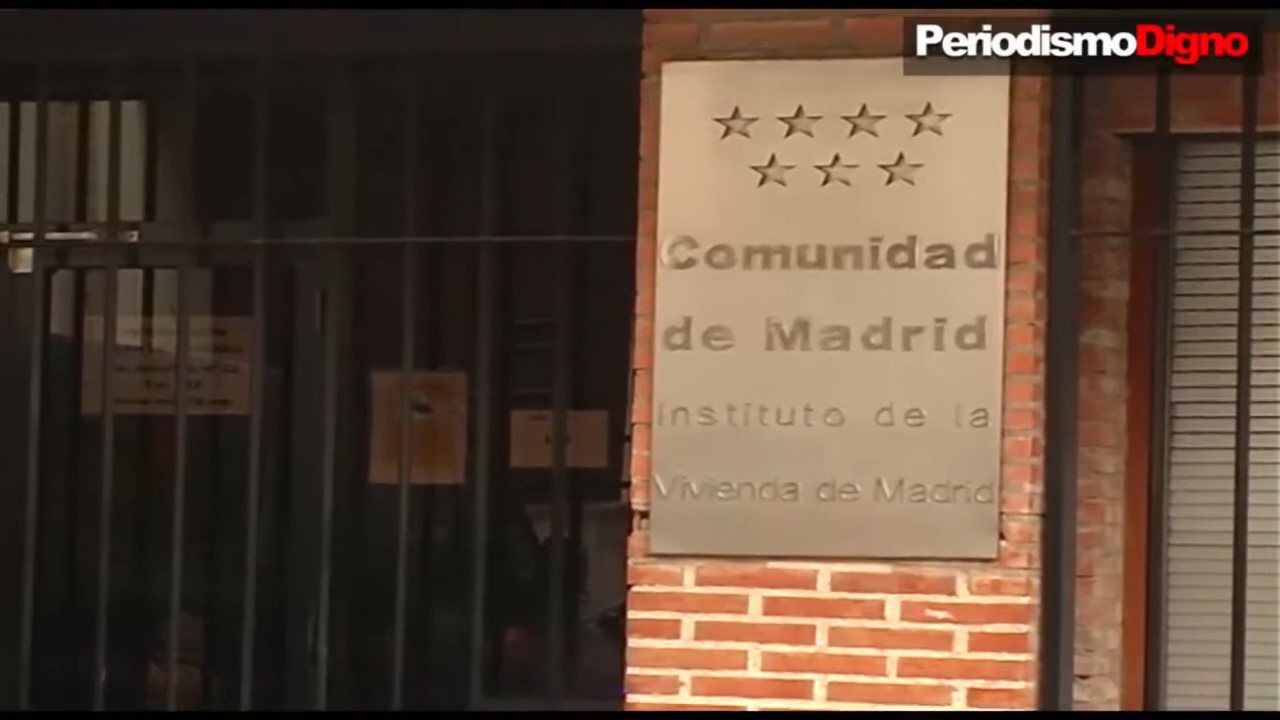 PeriodismoDigno
Comunidad
de Madrid
Instituto de la
Vivienda de Madrid